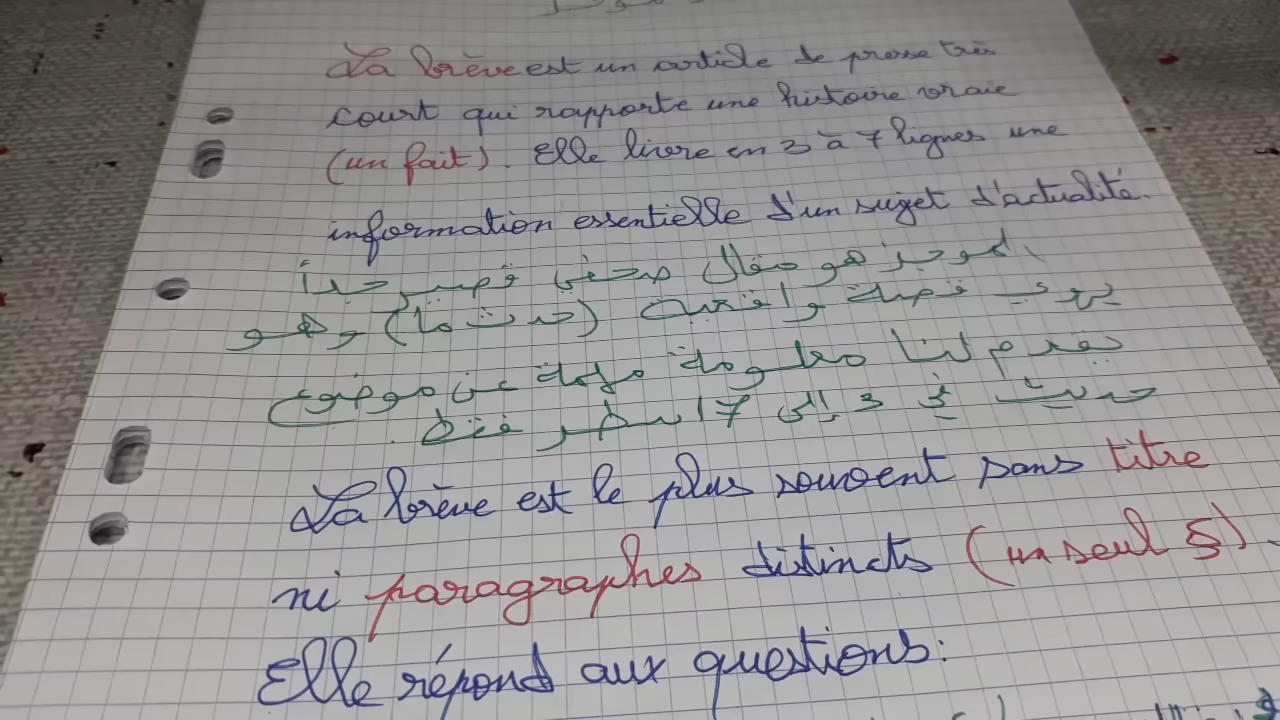 La brève est un article de presse très
court qui rapporte une histoire vraie
(un fait). Elle livre en 3 à 7 lignes une
information essentielle d'un sujet d'actualité.
الموجز هو مقال صحفي قصير جداً
يروي قصة واقعية (حدث ما) وهو
يقدم لنا معلومة مهمة عن موضوع
حديث في 3 إلى 7 اسطر فقط.
La brève est le plus souvent sans titre
ni paragraphes distincts (un seul §).
Elle répond aux questions: